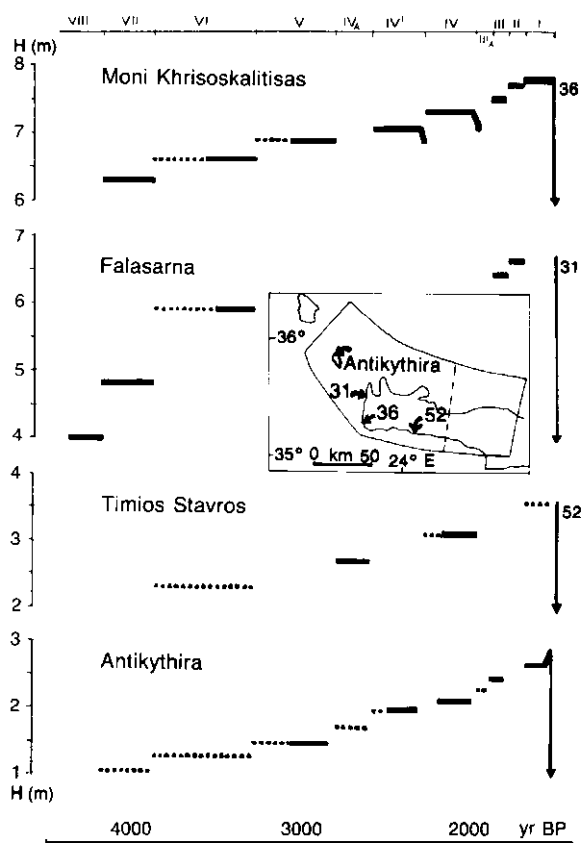 VIII VII VI V IVA IV' IV III II I
IIIA
H (m)
8
Moni Khrisoskalitisas
36
7
6
7
Falasarna
31
6
36°
Antikythira
31
36
52
5
35° 0 km 50 24° E
4
4
Timios Stavros
52
3
2
3
Antikythira
2
1
H (m)
4000 3000 2000 yr BP